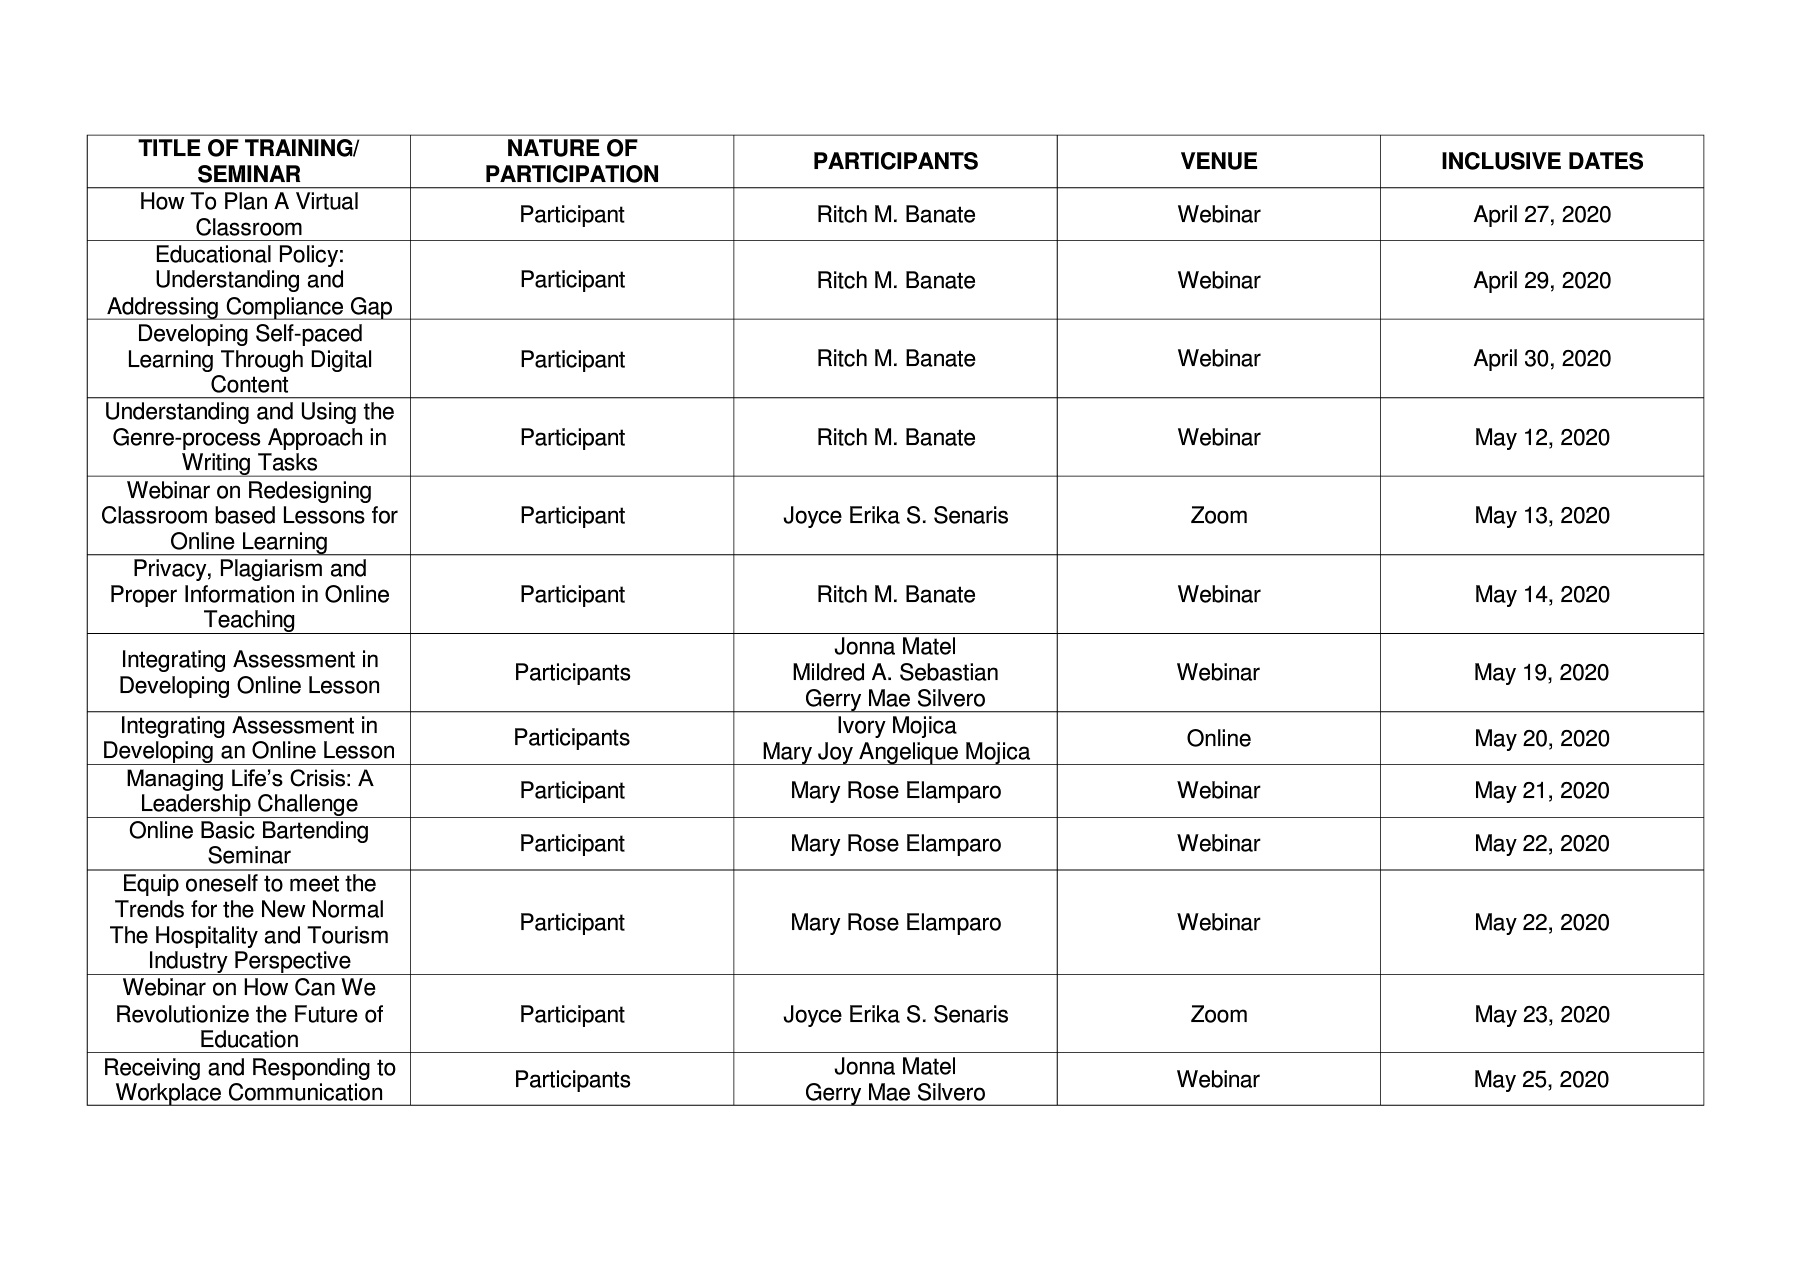 TITLE OF TRAINING/
SEMINAR
NATURE OF
PARTICIPATION
PARTICIPANTS
VENUE
INCLUSIVE DATES
How To Plan A Virtual
Classroom
Participant
Ritch M. Banate
Webinar
April 27, 2020
Educational Policy:
Understanding and
Addressing Compliance Gap
Participant
Ritch M. Banate
Webinar
April 29, 2020
Developing Self-paced
Learning Through Digital
Content
Participant
Ritch M. Banate
Webinar
April 30, 2020
Understanding and Using the
Genre-process Approach in
Writing Tasks
Participant
Ritch M. Banate
Webinar
May 12, 2020
Webinar on Redesigning
Classroom based Lessons for
Online Learning
Participant
Joyce Erika S. Senaris
Zoom
May 13, 2020
Privacy, Plagiarism and
Proper Information in Online
Teaching
Participant
Ritch M. Banate
Webinar
May 14, 2020
Integrating Assessment in
Developing Online Lesson
Participants
Jonna Matel
Mildred A. Sebastian
Gerry Mae Silvero
Webinar
May 19, 2020
Integrating Assessment in
Developing an Online Lesson
Participants
Ivory Mojica
Mary Joy Angelique Mojica
Online
May 20, 2020
Managing Life’s Crisis: A
Leadership Challenge
Participant
Mary Rose Elamparo
Webinar
May 21, 2020
Online Basic Bartending
Seminar
Participant
Mary Rose Elamparo
Webinar
May 22, 2020
Equip oneself to meet the
Trends for the New Normal
The Hospitality and Tourism
Industry Perspective
Participant
Mary Rose Elamparo
Webinar
May 22, 2020
Webinar on How Can We
Revolutionize the Future of
Education
Participant
Joyce Erika S. Senaris
Zoom
May 23, 2020
Receiving and Responding to
Workplace Communication
Participants
Jonna Matel
Gerry Mae Silvero
Webinar
May 25, 2020